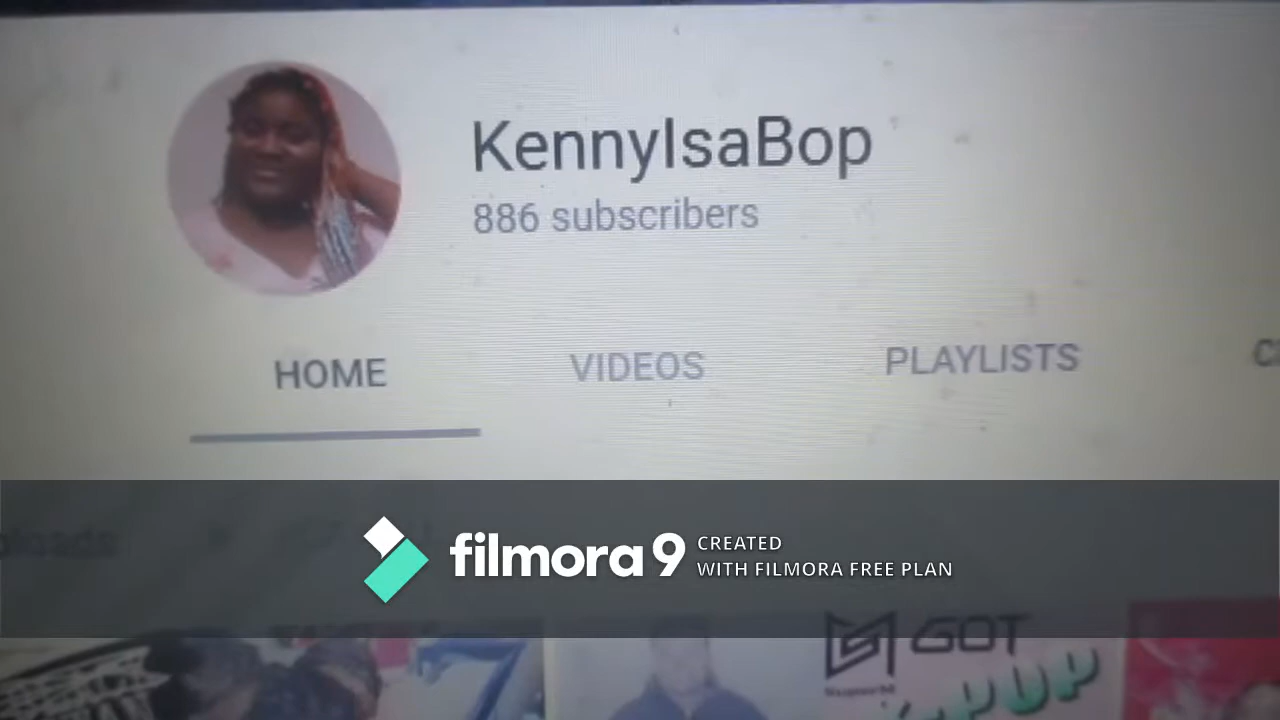 KennyIsaBop
886 subscribers
HOME
VIDEOS
PLAYLISTS
filmora9
CREATED
WITH FILMORA FREE PLAN
GOT